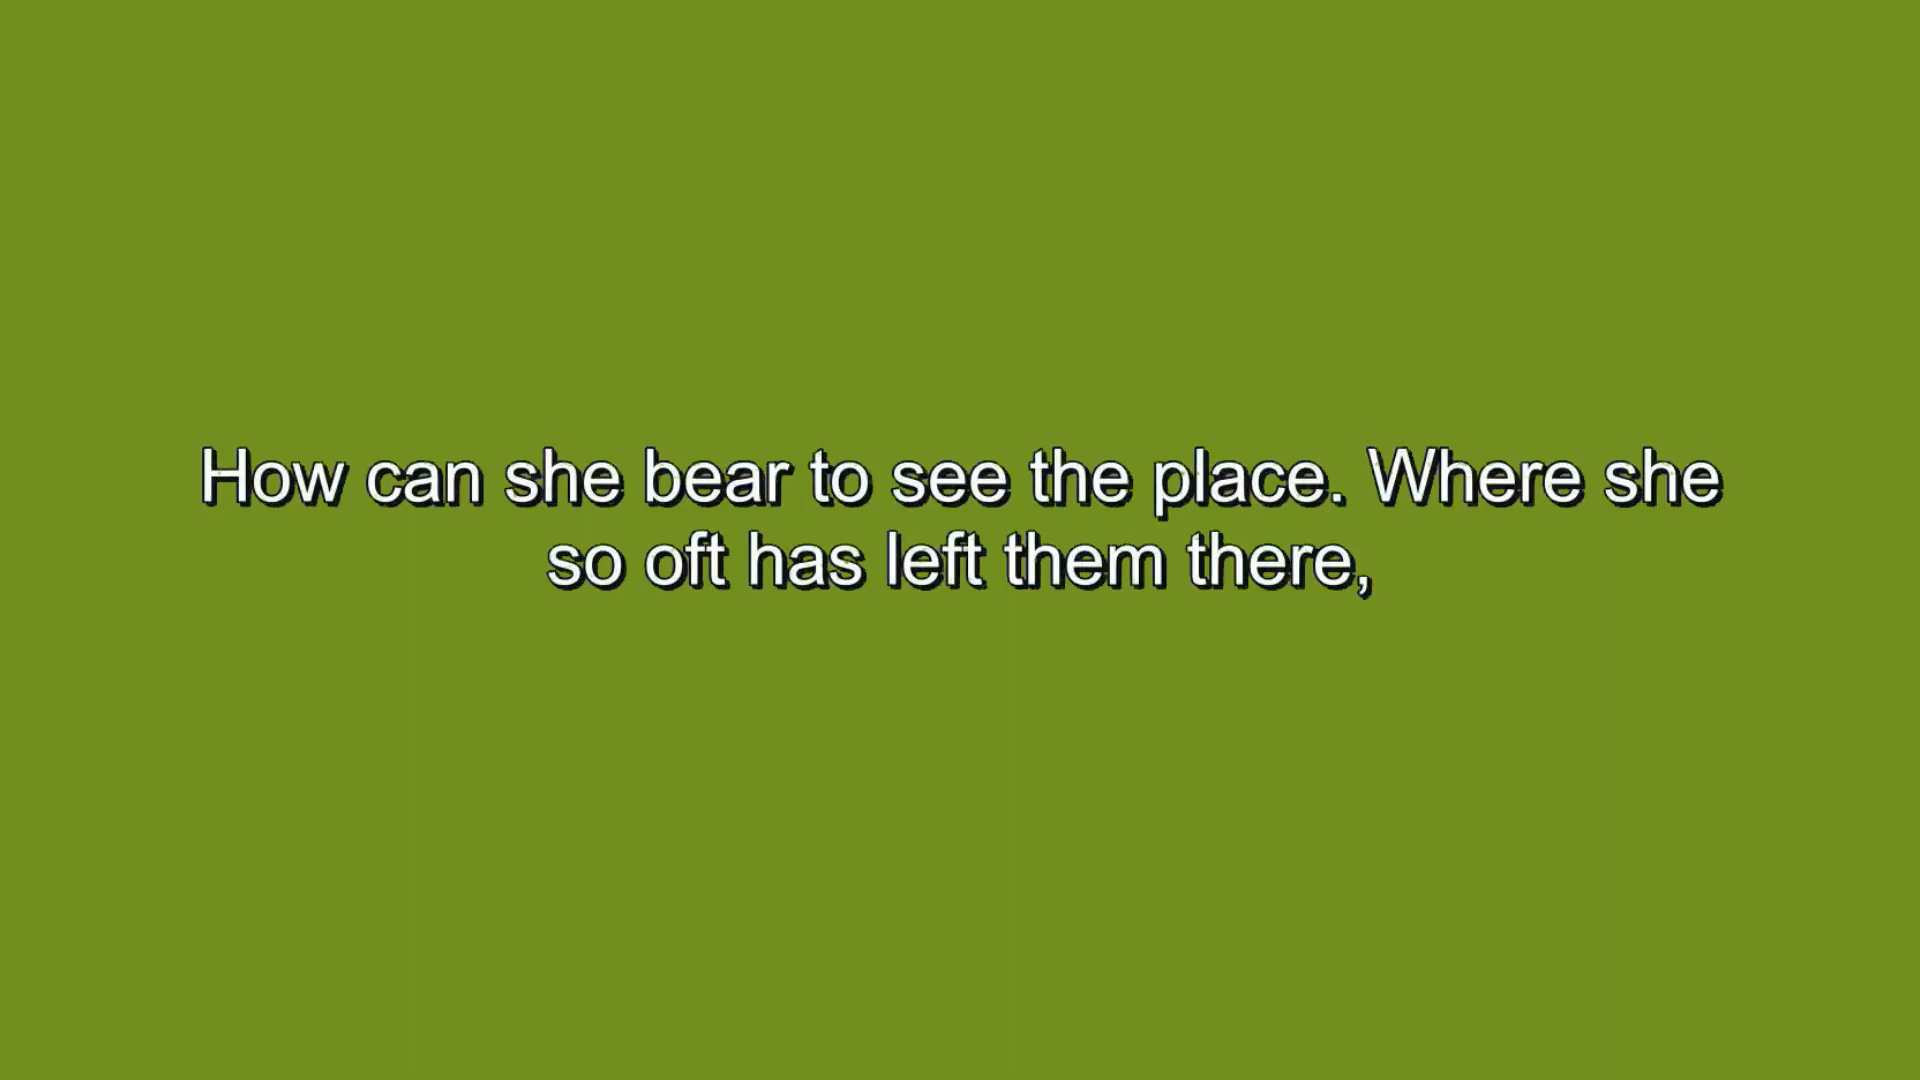 How can she bear to see the place. Where she
so oft has left them there,